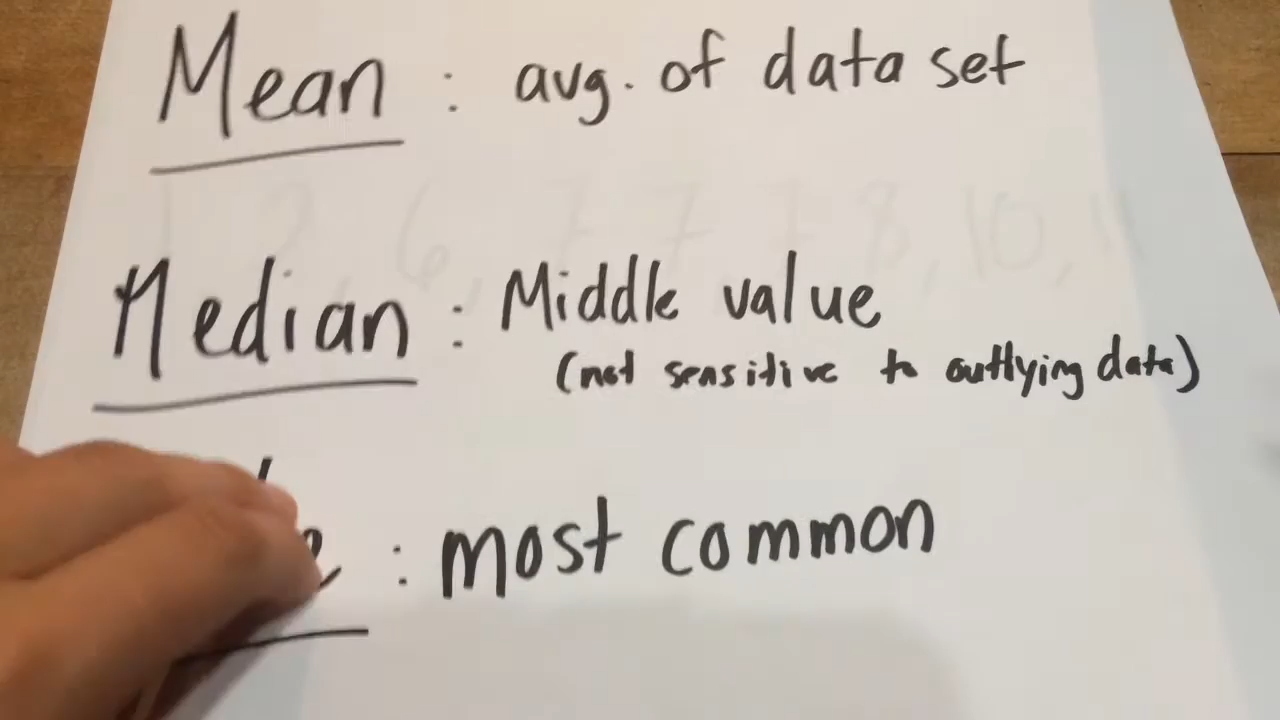 Mean : avg. of data set
Median : Middle value
(not sensitive to outlying data)
: most common